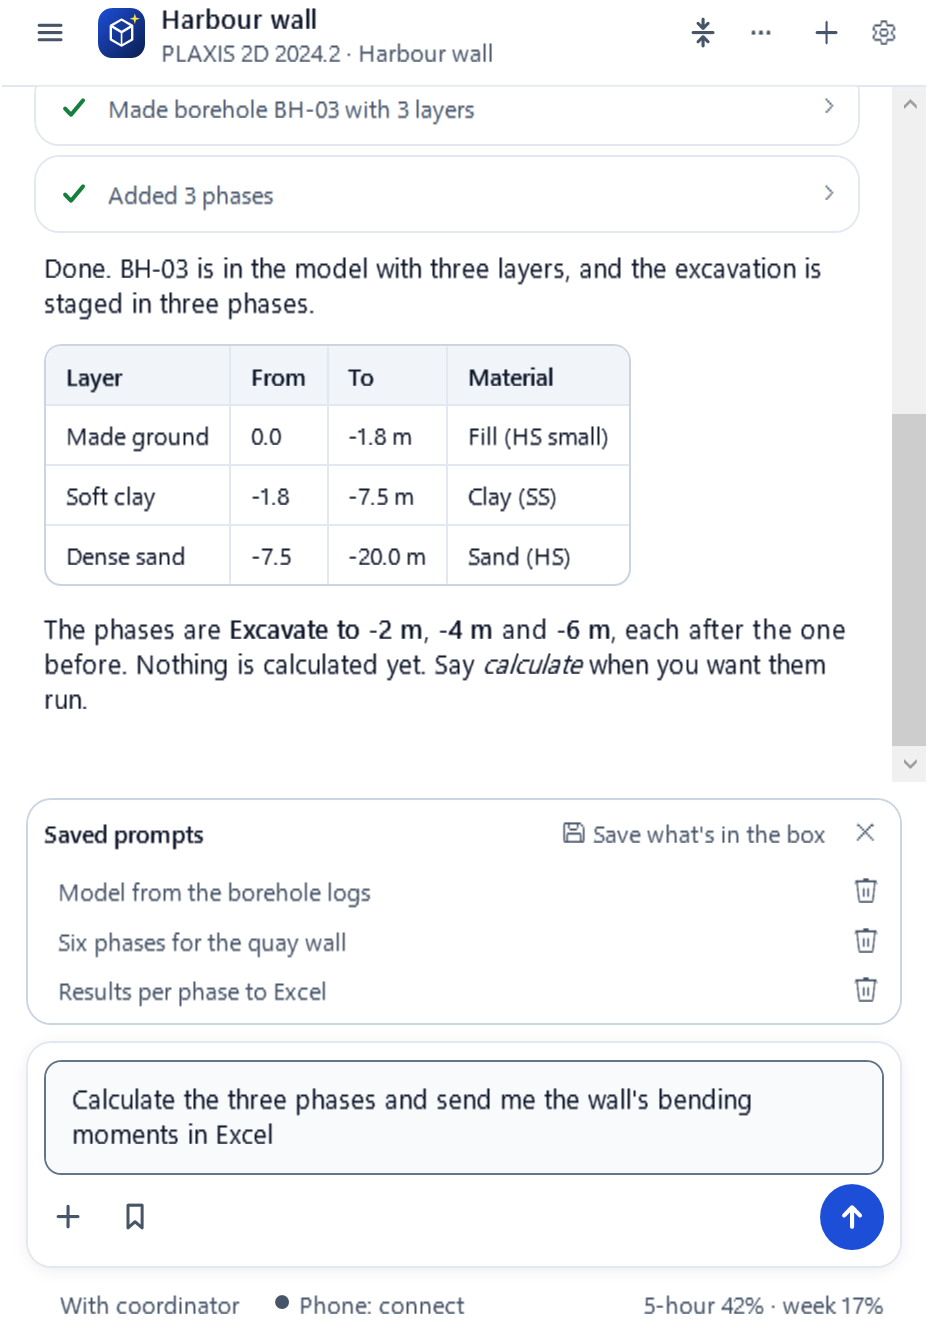 Harbour wall
PLAXIS 2D 2024.2 · Harbour wall
Made borehole BH-03 with 3 layers
Added 3 phases
Done. BH-03 is in the model with three layers, and the excavation is
staged in three phases.
Layer From To Material
Made ground 0.0 -1.8 m Fill (HS small)
Soft clay -1.8 -7.5 m Clay (SS)
Dense sand -7.5 -20.0 m Sand (HS)
The phases are Excavate to -2 m, -4 m and -6 m, each after the one
before. Nothing is calculated yet. Say calculate when you want them
run.
Saved prompts Save what's in the box
Model from the borehole logs
Six phases for the quay wall
Results per phase to Excel
Calculate the three phases and send me the wall's bending
moments in Excel
With coordinator Phone: connect 5-hour 42% · week 17%